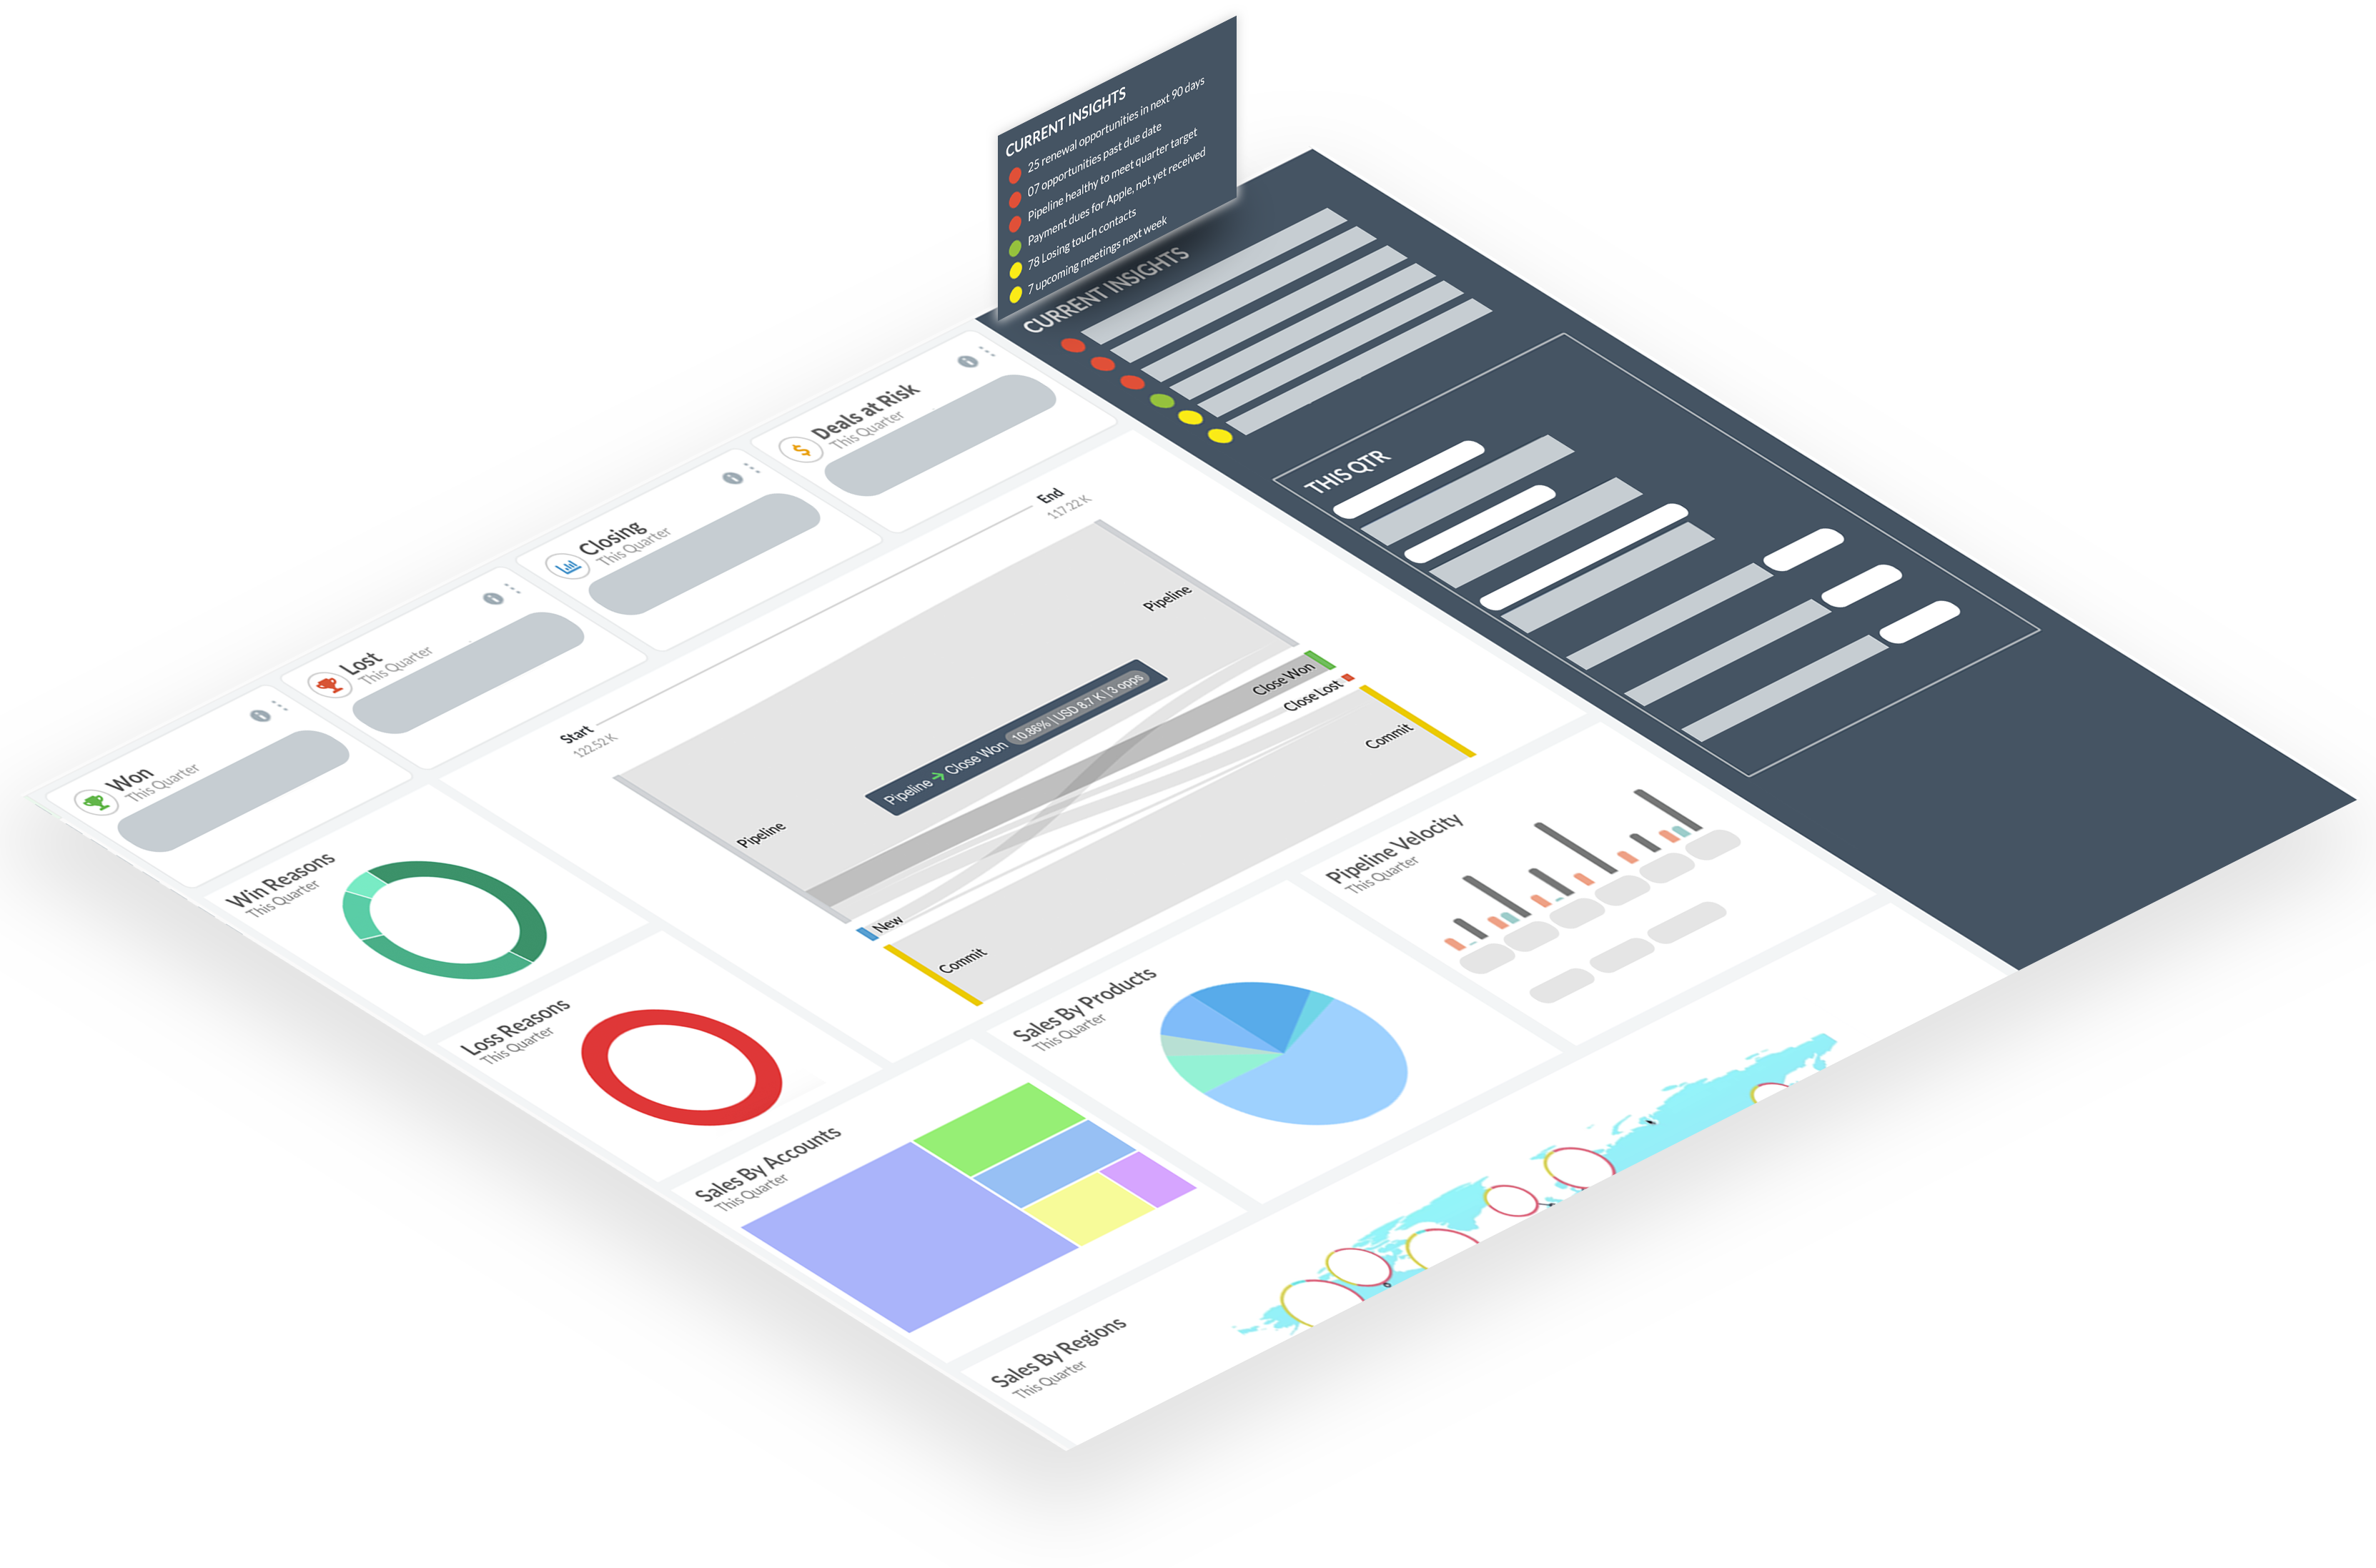 CURRENT INSIGHTS
25 renewal opportunities in next 90 days
07 opportunities past due date
Pipeline healthy to meet quarter target
Payment dues for Apple, not yet received
78 Losing touch contacts
7 upcoming meetings next week
CURRENT INSIGHTS
THIS QTR
Deals at Risk
This Quarter
Closing
This Quarter
Lost
This Quarter
Won
This Quarter
Start
122.52 K
End
117.22 K
Pipeline
Pipeline
Pipeline → Close Won 10.86% | USD 8.7 K | 3 opps
Close Won
Close Lost
Commit
New
Commit
Win Reasons
This Quarter
Loss Reasons
This Quarter
Sales By Accounts
This Quarter
Sales By Products
This Quarter
Pipeline Velocity
This Quarter
Sales By Regions
This Quarter